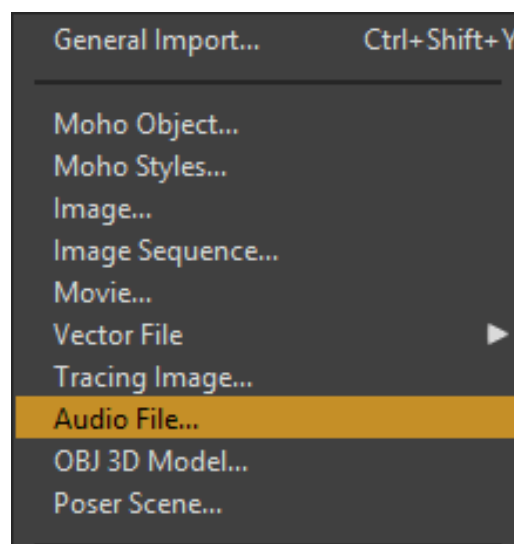 General Import... Ctrl+Shift+Y
Moho Object...
Moho Styles...
Image...
Image Sequence...
Movie...
Vector File
Tracing Image...
Audio File...
OBJ 3D Model...
Poser Scene...